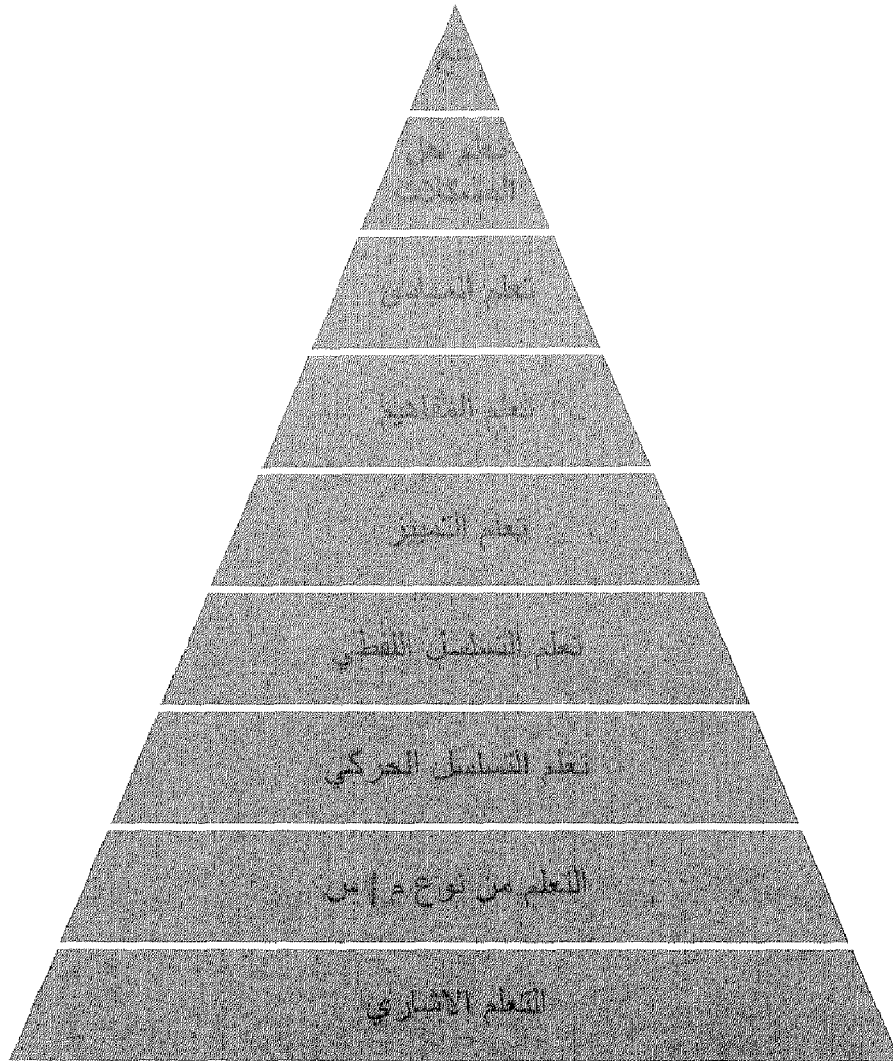 تعلم حل
المشكلات
تعلم المبادئ
تعلم المفاهيم
تعلم التمييز
تعلم التسلسل اللفظي
تعلم التسلسل الحركي
التعلم من نوع م | س
التعلم الاشاري